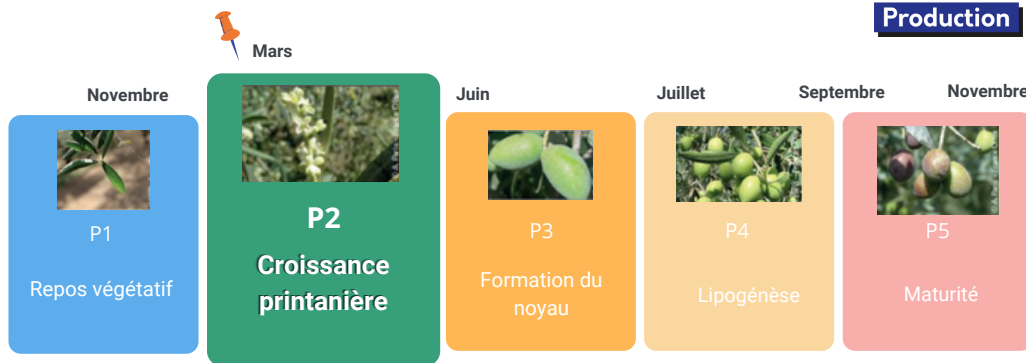 Production
Mars
Novembre
Juin
Juillet
Septembre
Novembre
P1
Repos végétatif
P2
Croissance
printanière
P3
Formation du
noyau
P4
Lipogénèse
P5
Maturité